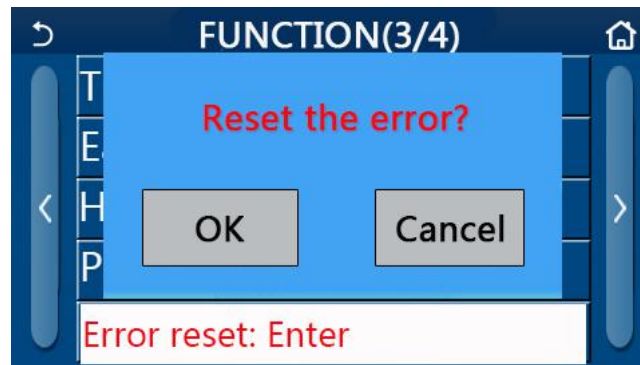 FUNCTION(3/4)
Reset the error?
OK
Cancel
Error reset: Enter